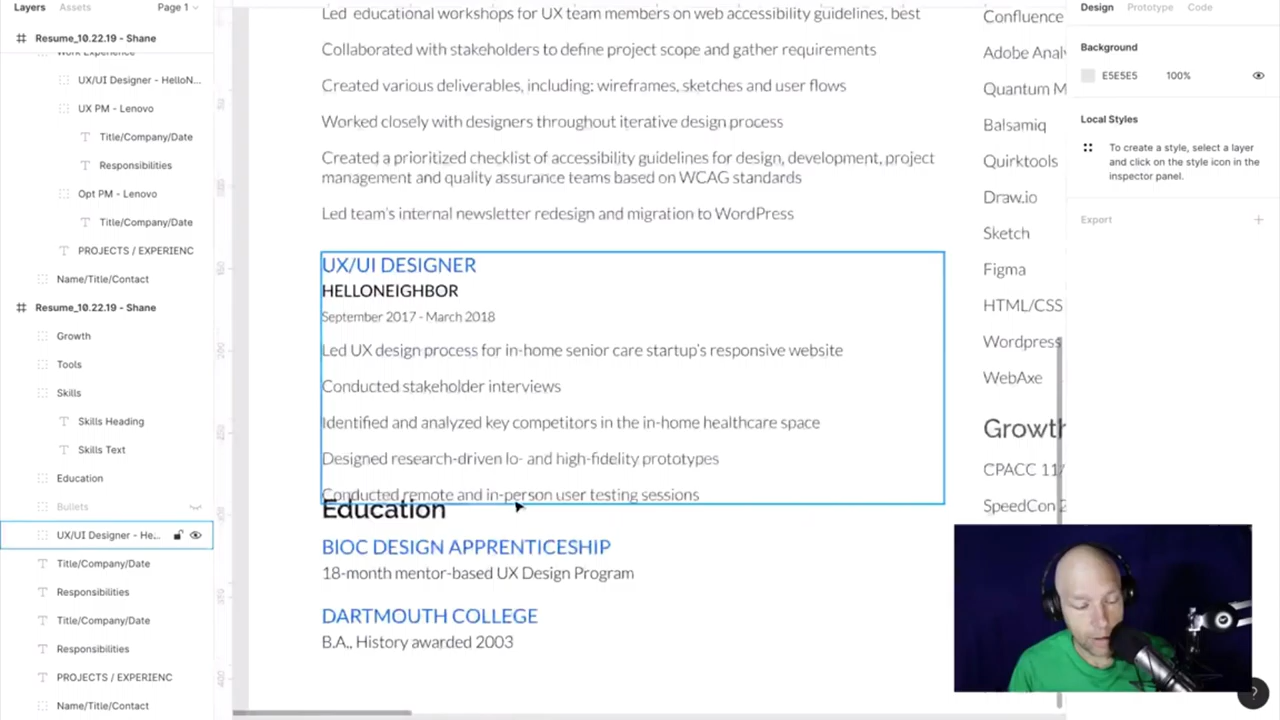 Layers
Assets
Page 1
Resume_10.22.19 - Shane
Work Experience
UX/UI Designer - HelloN...
UX PM - Lenovo
Title/Company/Date
Responsibilities
Opt PM - Lenovo
Title/Company/Date
PROJECTS / EXPERIENC
Name/Title/Contact
Resume_10.22.19 - Shane
Growth
Tools
Skills
Skills Heading
Skills Text
Education
Bullets
UX/UI Designer - He...
Title/Company/Date
Responsibilities
Title/Company/Date
Responsibilities
PROJECTS / EXPERIENC
Name/Title/Contact
Led educational workshops for UX team members on web accessibility guidelines, best
Collaborated with stakeholders to define project scope and gather requirements
Created various deliverables, including: wireframes, sketches and user flows
Worked closely with designers throughout iterative design process
Created a prioritized checklist of accessibility guidelines for design, development, project
management and quality assurance teams based on WCAG standards
Led team's internal newsletter redesign and migration to WordPress
UX/UI DESIGNER
HELLONEIGHBOR
September 2017 - March 2018
Led UX design process for in-home senior care startup's responsive website
Conducted stakeholder interviews
Identified and analyzed key competitors in the in-home healthcare space
Designed research-driven lo- and high-fidelity prototypes
Conducted remote and in-person user testing sessions
Education
BIOC DESIGN APPRENTICESHIP
18-month mentor-based UX Design Program
DARTMOUTH COLLEGE
B.A., History awarded 2003
Confluence
Adobe Analy
Quantum M
Balsamiq
Quirktools
Draw.io
Sketch
Figma
HTML/CSS
Wordpress
WebAxe
Growth
CPACC 11/
SpeedCon 2
Design
Prototype
Code
Background
E5E5E5
100%
Local Styles
To create a style, select a layer
and click on the style icon in the
inspector panel.
Export
?